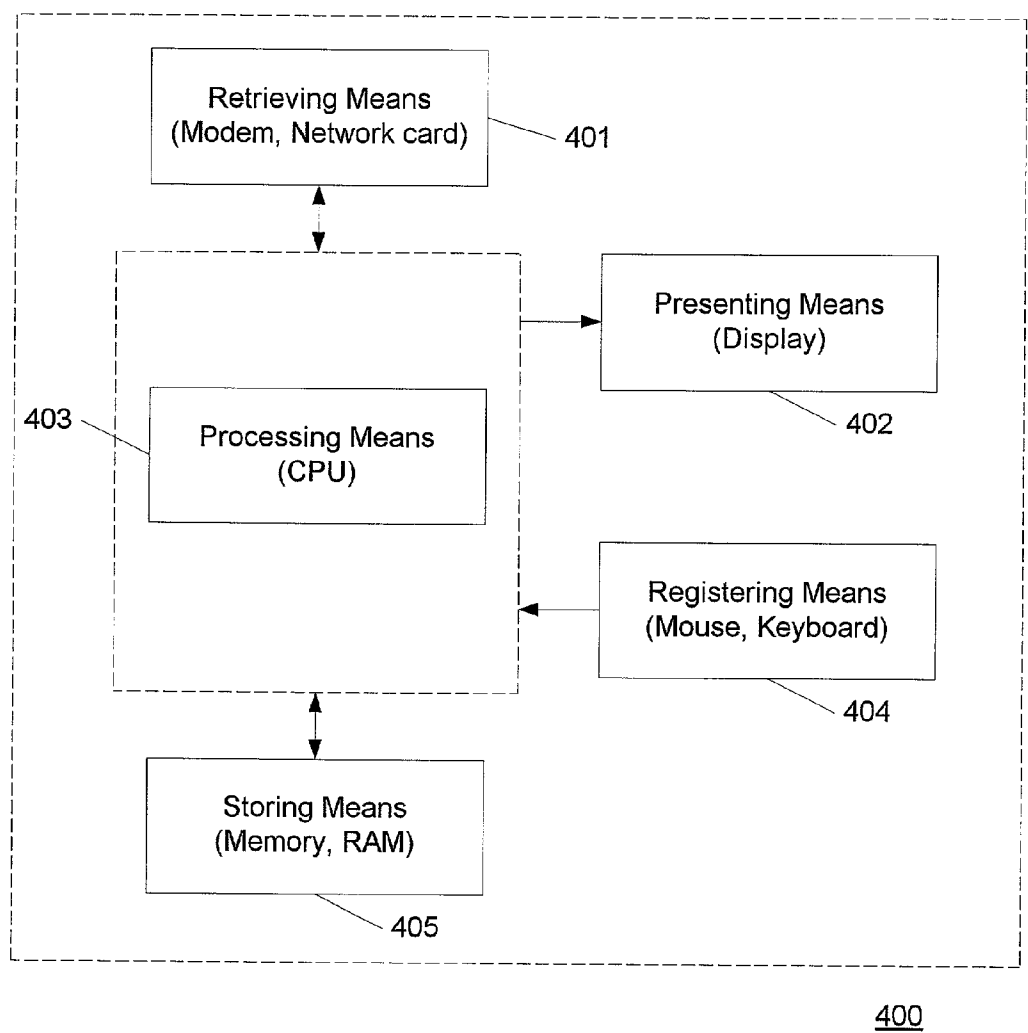 Retrieving Means
(Modem, Network card)
401
Presenting Means
(Display)
402
403
Processing Means
(CPU)
Registering Means
(Mouse, Keyboard)
404
Storing Means
(Memory, RAM)
405
400